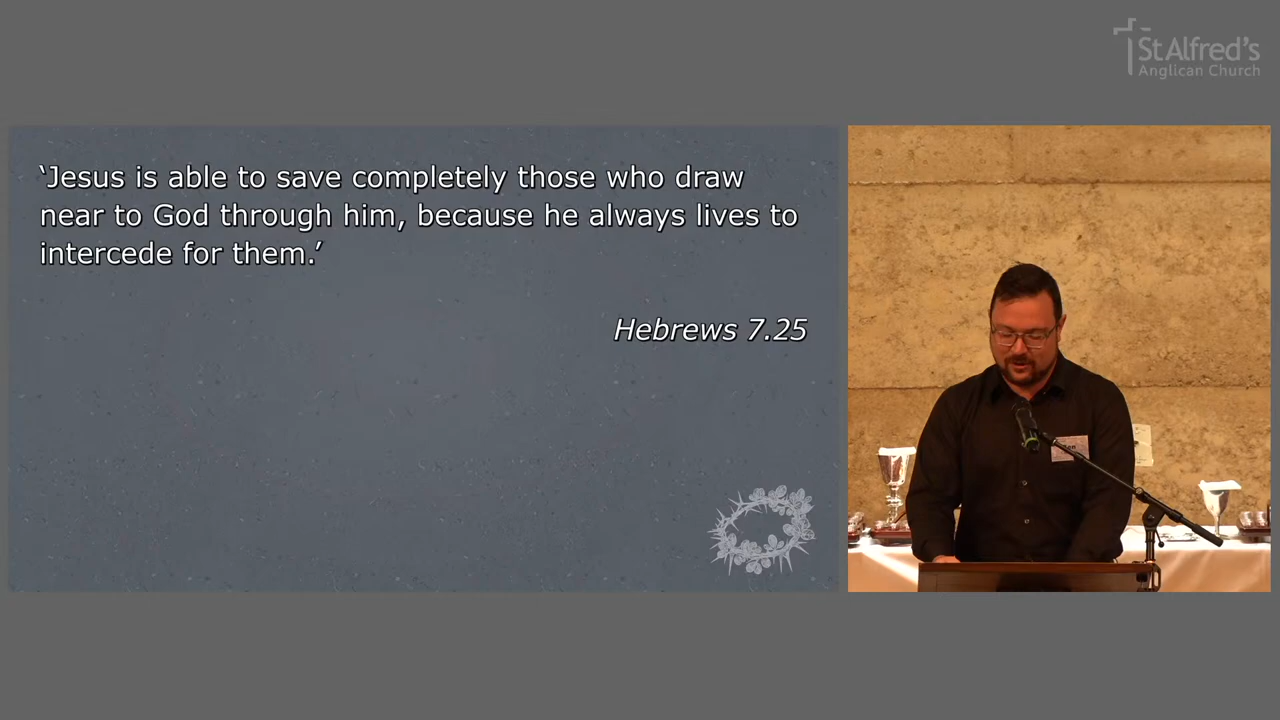 St Alfred's
Anglican Church
‘Jesus is able to save completely those who draw
near to God through him, because he always lives to
intercede for them.’
Hebrews 7.25